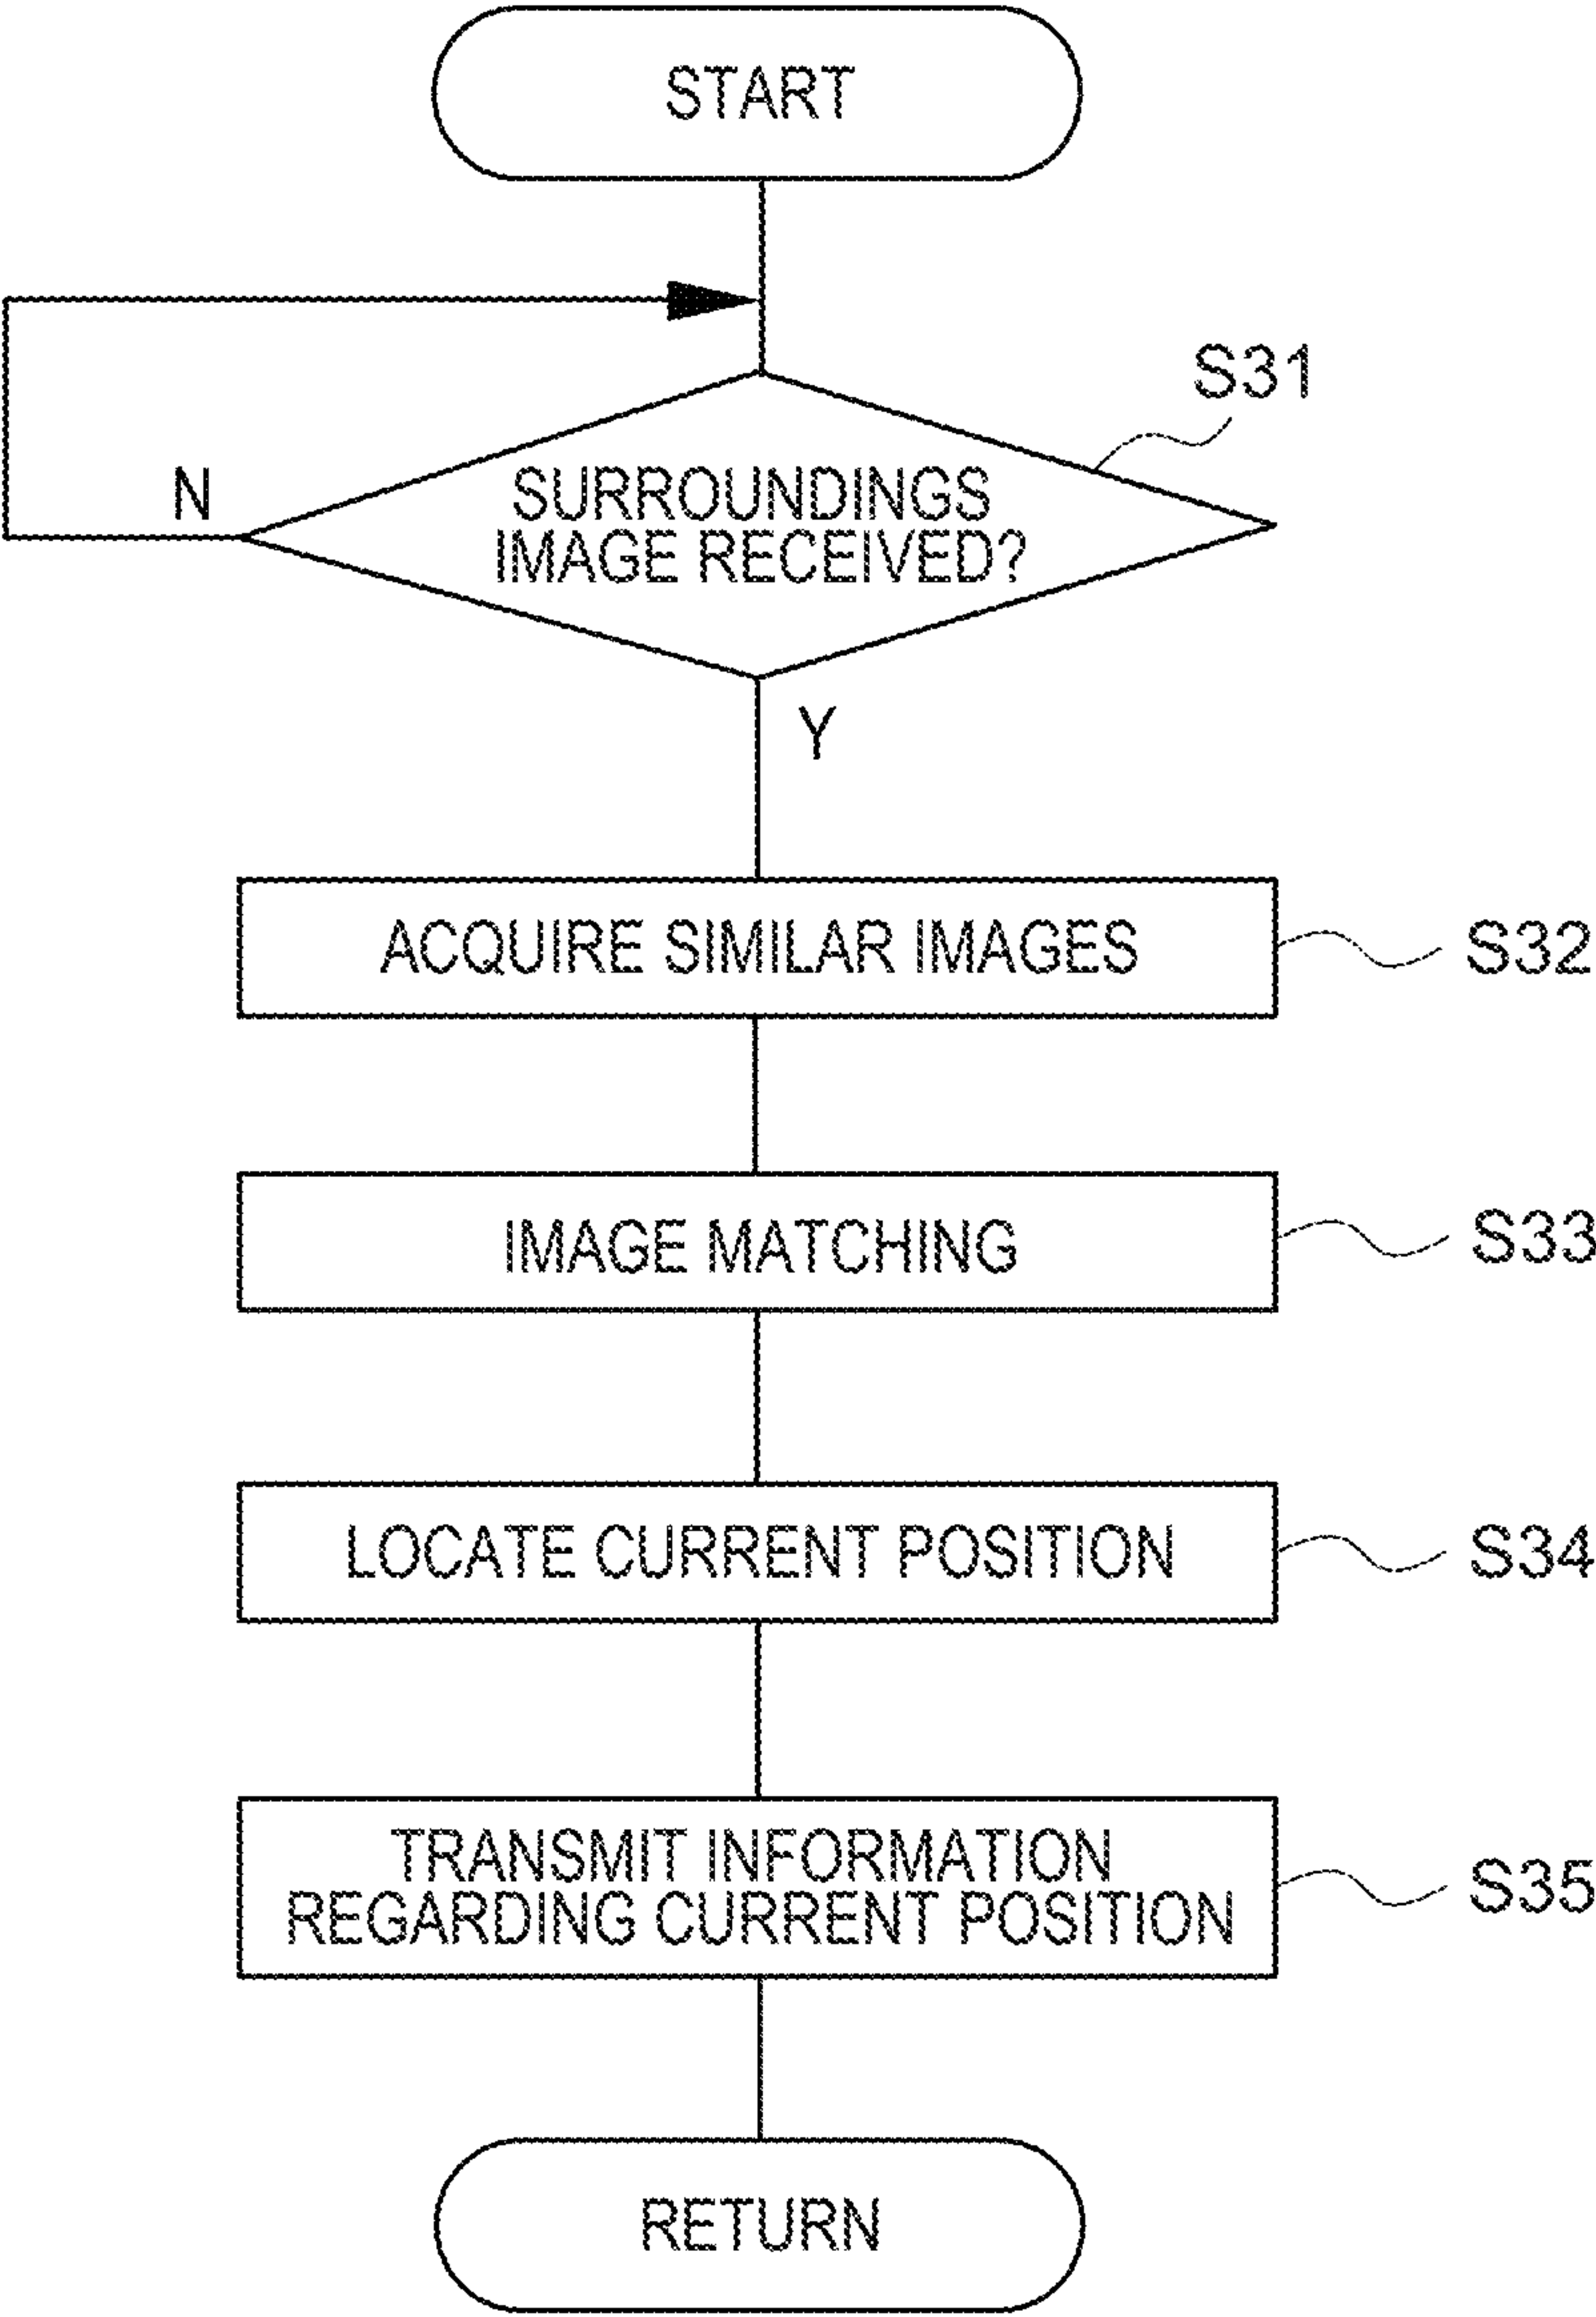 START
S31
N
SURROUNDINGS
IMAGE RECEIVED?
Y
ACQUIRE SIMILAR IMAGES
S32
IMAGE MATCHING
S33
LOCATE CURRENT POSITION
S34
TRANSMIT INFORMATION
REGARDING CURRENT POSITION
S35
RETURN